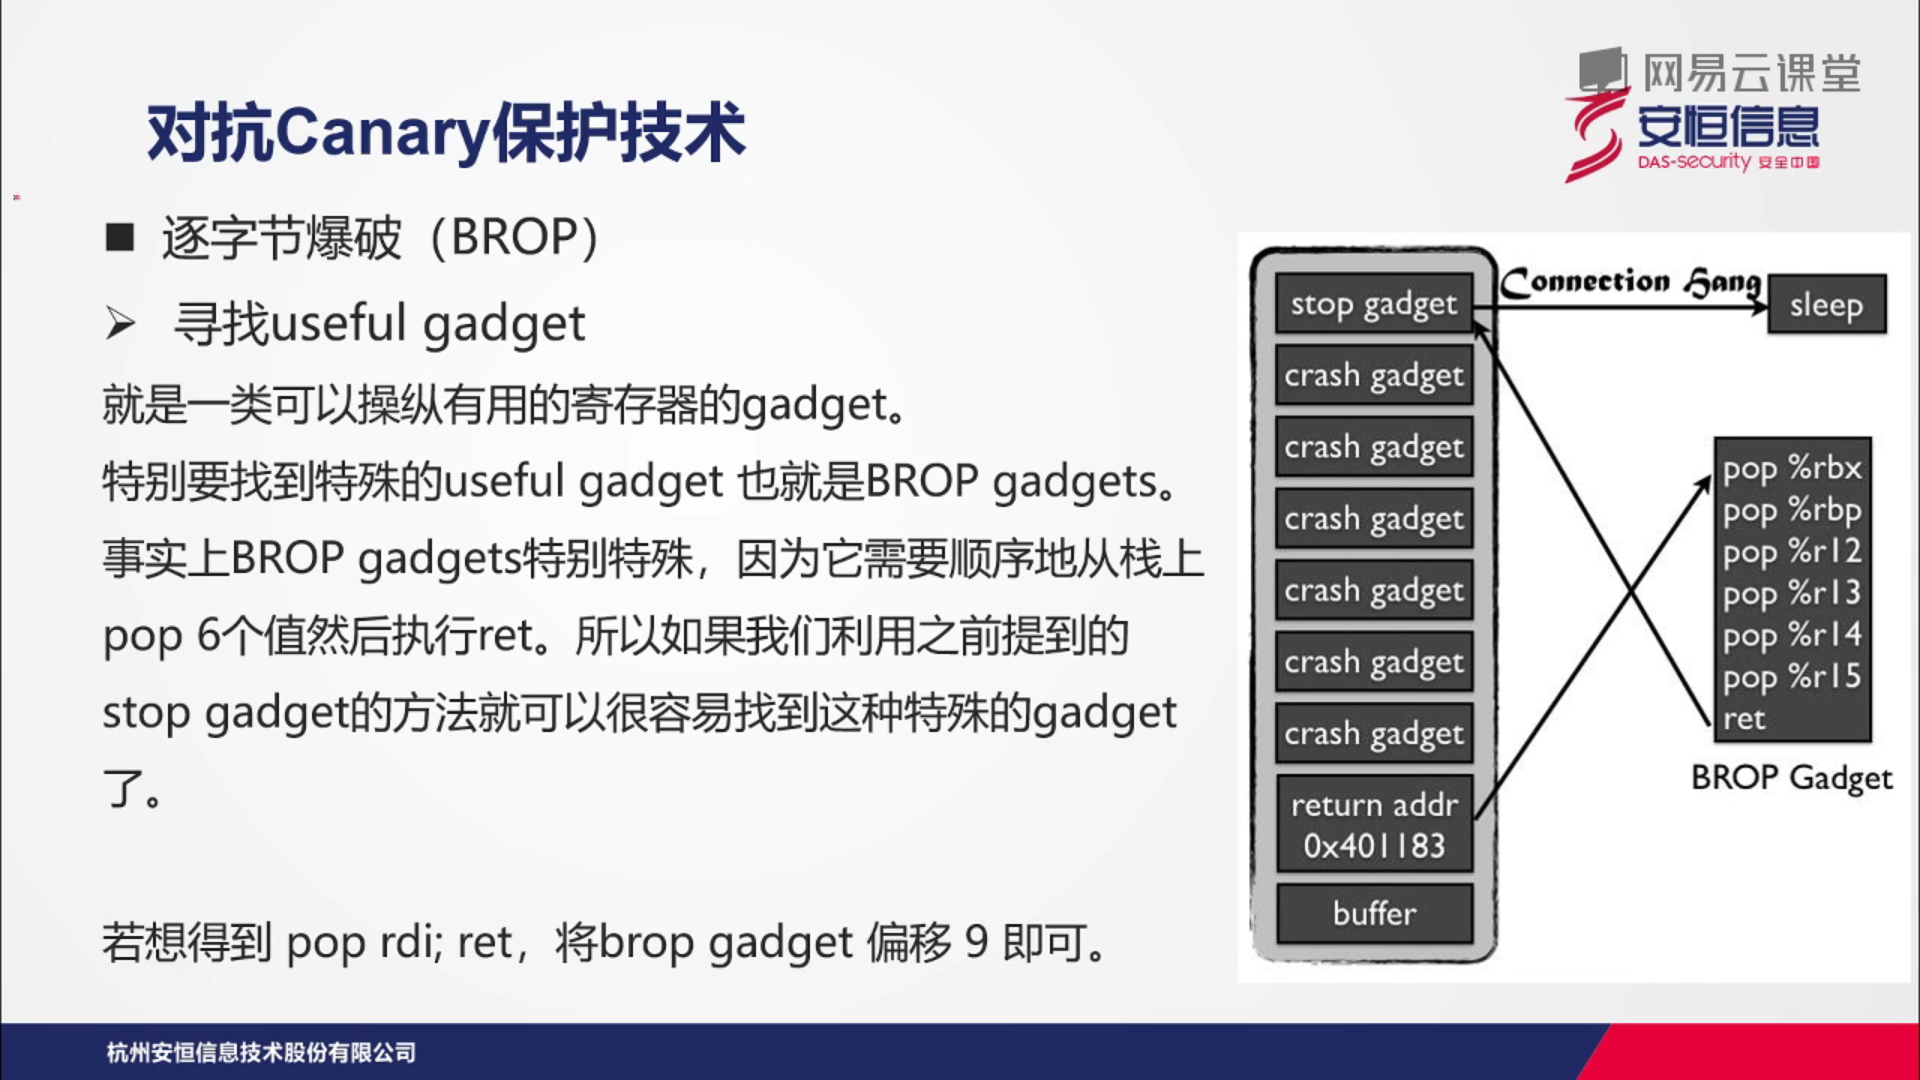 网易云课堂
安恒信息
DAS-security 安全中国
对抗Canary保护技术
逐字节爆破（BROP）
寻找useful gadget
就是一类可以操纵有用的寄存器的gadget。
特别要找到特殊的useful gadget 也就是BROP gadgets。
事实上BROP gadgets特别特殊，因为它需要顺序地从栈上
pop 6个值然后执行ret。所以如果我们利用之前提到的
stop gadget的方法就可以很容易找到这种特殊的gadget
了。
若想得到 pop rdi; ret，将brop gadget 偏移 9 即可。
stop gadget
crash gadget
crash gadget
crash gadget
crash gadget
crash gadget
crash gadget
return addr
0x401183
buffer
Connection Hang
sleep
pop %rbx
pop %rbp
pop %r12
pop %r13
pop %r14
pop %r15
ret
BROP Gadget
杭州安恒信息技术股份有限公司